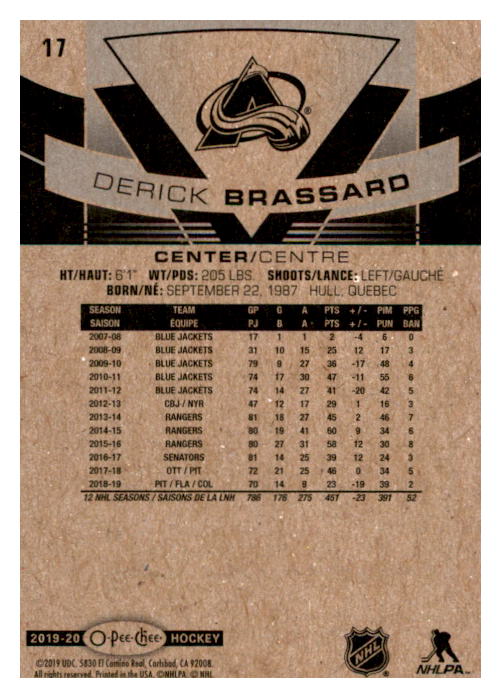 17
A
®
DERICK BRASSARD
CENTER/CENTRE
HT/HAUT: 6'1" WT/PDS: 205 LBS. SHOOTS/LANCE: LEFT/GAUCHE
BORN/NÉ: SEPTEMBER 22, 1987 HULL, QUEBEC
SEASON TEAM GP G A PTS +/- PIM PPG
SAISON ÉQUIPE PJ B A PTS +/- PUN BAN
2007-08 BLUE JACKETS 17 1 1 2 -4 6 0
2008-09 BLUE JACKETS 31 10 15 25 12 17 3
2009-10 BLUE JACKETS 79 9 27 36 -17 48 4
2010-11 BLUE JACKETS 74 17 30 47 -11 55 6
2011-12 BLUE JACKETS 74 14 27 41 -20 42 5
2012-13 CBJ / NYR 47 12 17 29 1 16 3
2013-14 RANGERS 81 18 27 45 2 46 7
2014-15 RANGERS 80 19 41 60 9 34 6
2015-16 RANGERS 80 27 31 58 12 30 8
2016-17 SENATORS 81 14 25 39 12 24 3
2017-18 OTT / PIT 72 21 25 46 0 34 5
2018-19 PIT / FLA / COL 70 14 9 23 -19 39 2
12 NHL SEASONS / SAISONS DE LA LNH 786 176 275 451 -23 391 52
2019-20 O-Pee-Chee HOCKEY
NHL ®
NHLPA™
©2019 UDC. 5830 El Camino Real, Carlsbad, CA 92008.
All rights reserved. Printed in the USA. ©NHLPA. © NHL